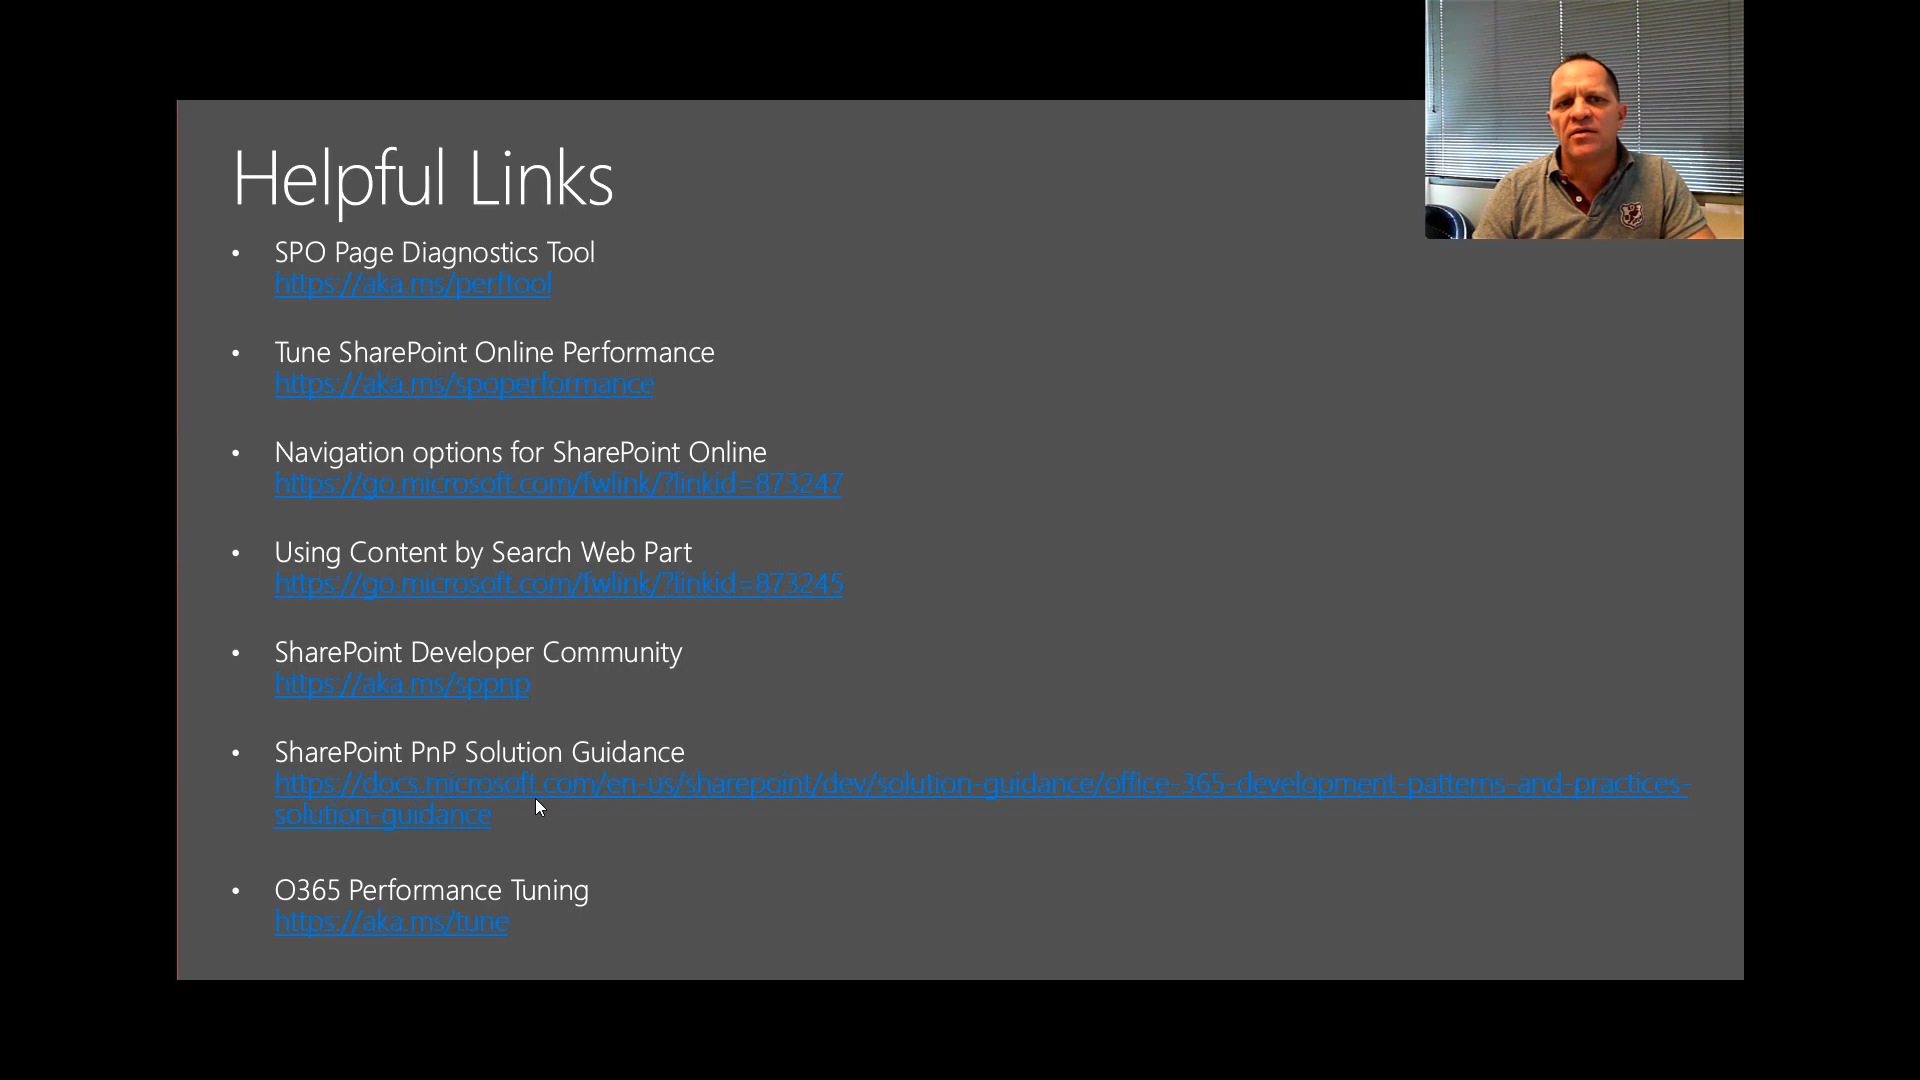 Helpful Links
• SPO Page Diagnostics Tool
https://aka.ms/perftool
• Tune SharePoint Online Performance
https://aka.ms/spoperformance
• Navigation options for SharePoint Online
https://go.microsoft.com/fwlink/?linkid=873247
• Using Content by Search Web Part
https://go.microsoft.com/fwlink/?linkid=873245
• SharePoint Developer Community
https://aka.ms/sppnp
• SharePoint PnP Solution Guidance
https://docs.microsoft.com/en-us/sharepoint/dev/solution-guidance/office-365-development-patterns-and-practices-
solution-guidance
• O365 Performance Tuning
https://aka.ms/tune